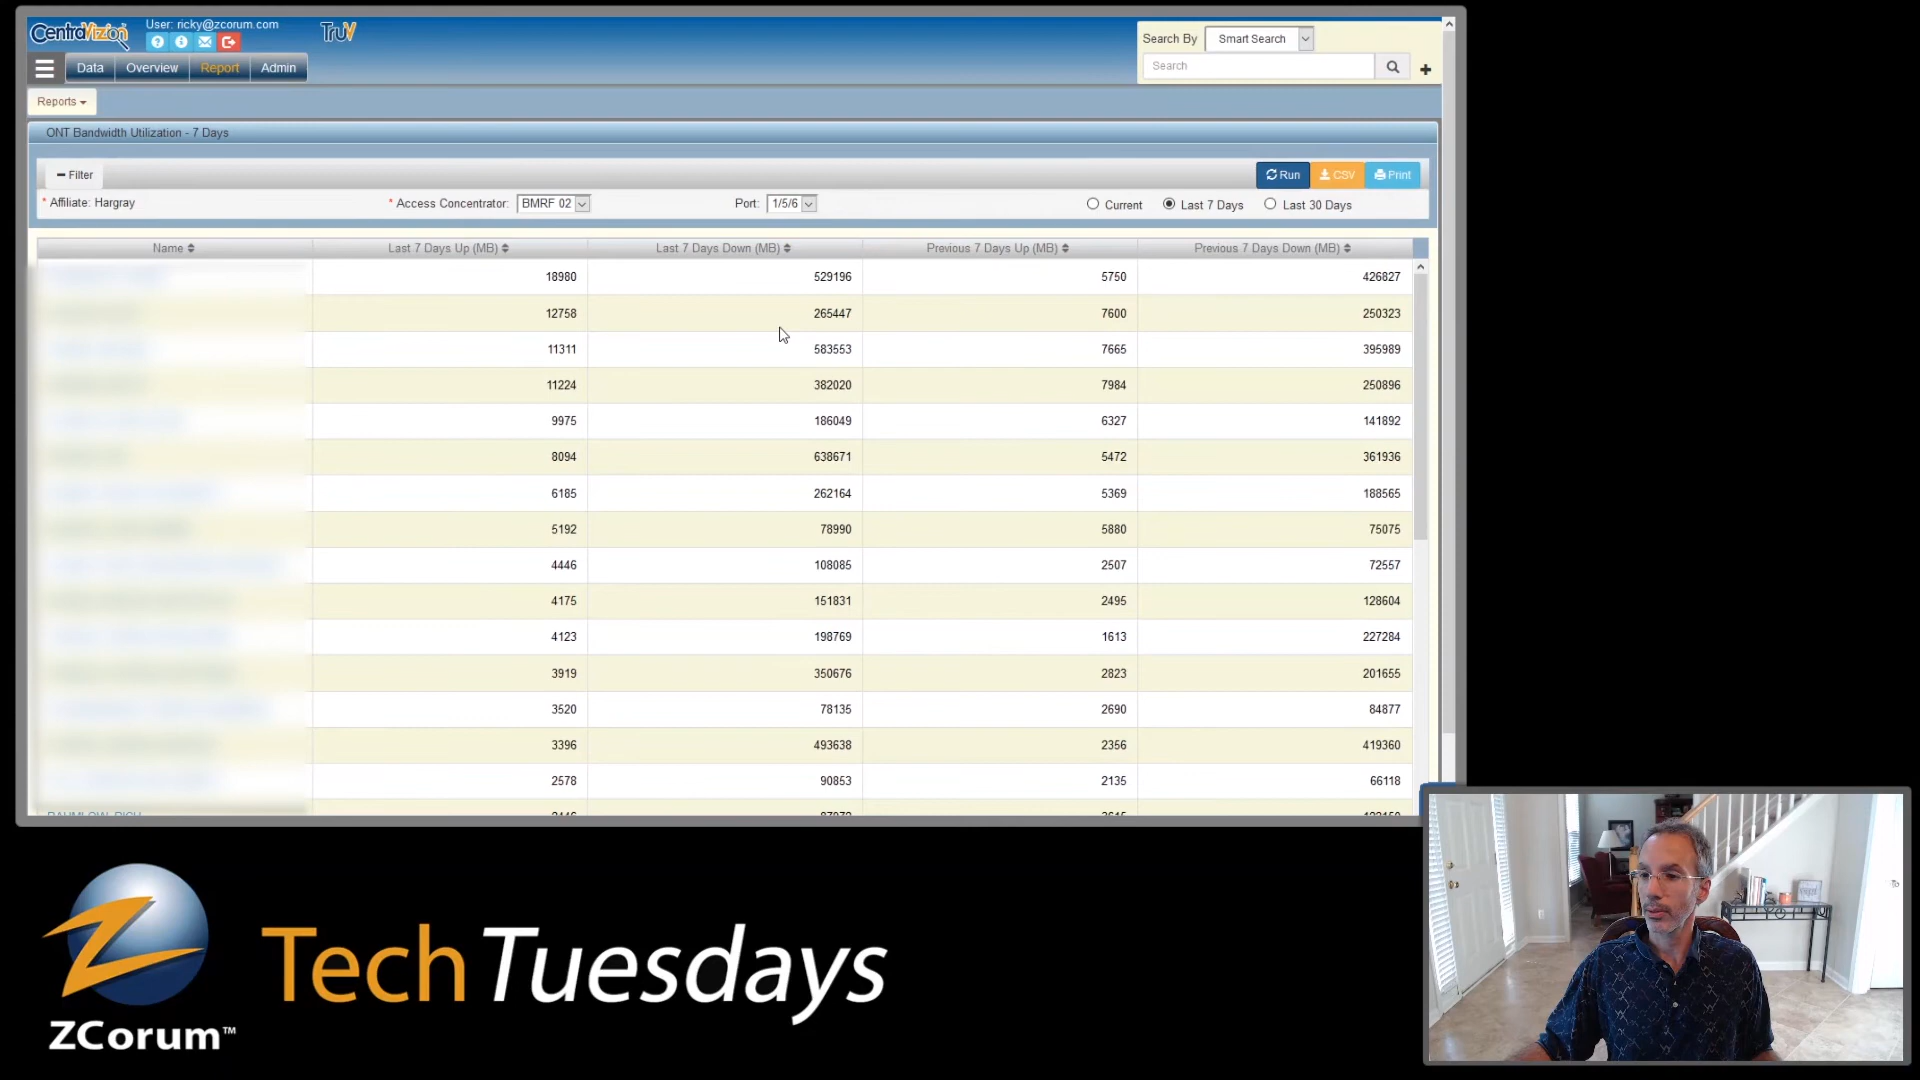 CentraVizion
User: ricky@zcorum.com
TruV
Search By Smart Search
Search
Data Overview Report Admin
Reports
ONT Bandwidth Utilization - 7 Days
Filter
Run CSV Print
* Affiliate: Hargray * Access Concentrator: BMRF 02 Port: 1/5/6 Current Last 7 Days Last 30 Days
Name Last 7 Days Up (MB) Last 7 Days Down (MB) Previous 7 Days Up (MB) Previous 7 Days Down (MB)
18980 529196 5750 426827
12758 265447 7600 250323
11311 583553 7665 395989
11224 382020 7984 250896
9975 186049 6327 141892
8094 638671 5472 361936
6185 262164 5369 188565
5192 78990 5880 75075
4446 108085 2507 72557
4175 151831 2495 128604
4123 198769 1613 227284
3919 350676 2823 201655
3520 78135 2690 84877
3396 493638 2356 419360
2578 90853 2135 66118
ZCorum™
TechTuesdays